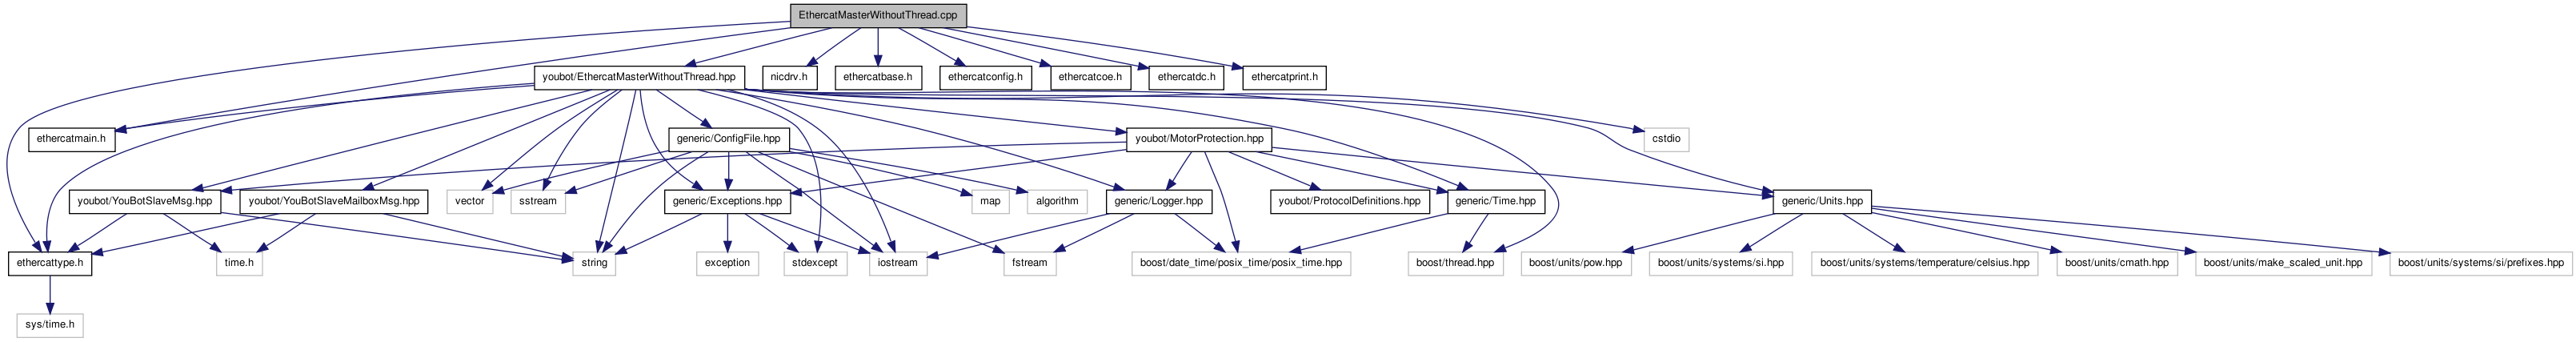 EthercatMasterWithoutThread.cpp
youbot/EthercatMasterWithoutThread.hpp
nicdrv.h
ethercatbase.h
ethercatconfig.h
ethercatcoe.h
ethercatdc.h
ethercatprint.h
ethercatmain.h
generic/ConfigFile.hpp
youbot/MotorProtection.hpp
cstdio
youbot/YouBotSlaveMsg.hpp
youbot/YouBotSlaveMailboxMsg.hpp
vector
sstream
generic/Exceptions.hpp
map
algorithm
generic/Logger.hpp
youbot/ProtocolDefinitions.hpp
generic/Time.hpp
generic/Units.hpp
ethercattype.h
time.h
string
exception
stdexcept
iostream
fstream
boost/date_time/posix_time/posix_time.hpp
boost/thread.hpp
boost/units/pow.hpp
boost/units/systems/si.hpp
boost/units/systems/temperature/celsius.hpp
boost/units/cmath.hpp
boost/units/make_scaled_unit.hpp
boost/units/systems/si/prefixes.hpp
sys/time.h